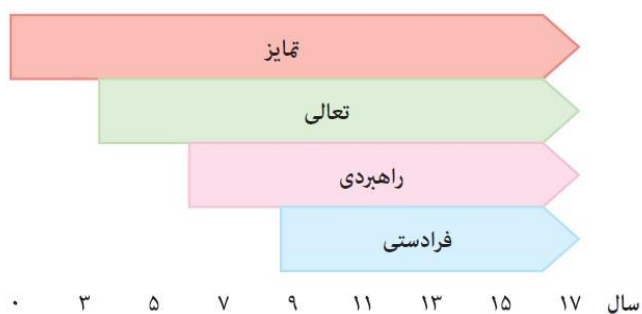 تمایز
تعالی
راهبردی
فرادستی
۰ ۳ ۵ ۷ ۹ ۱۱ ۱۳ ۱۵ ۱۷ سال